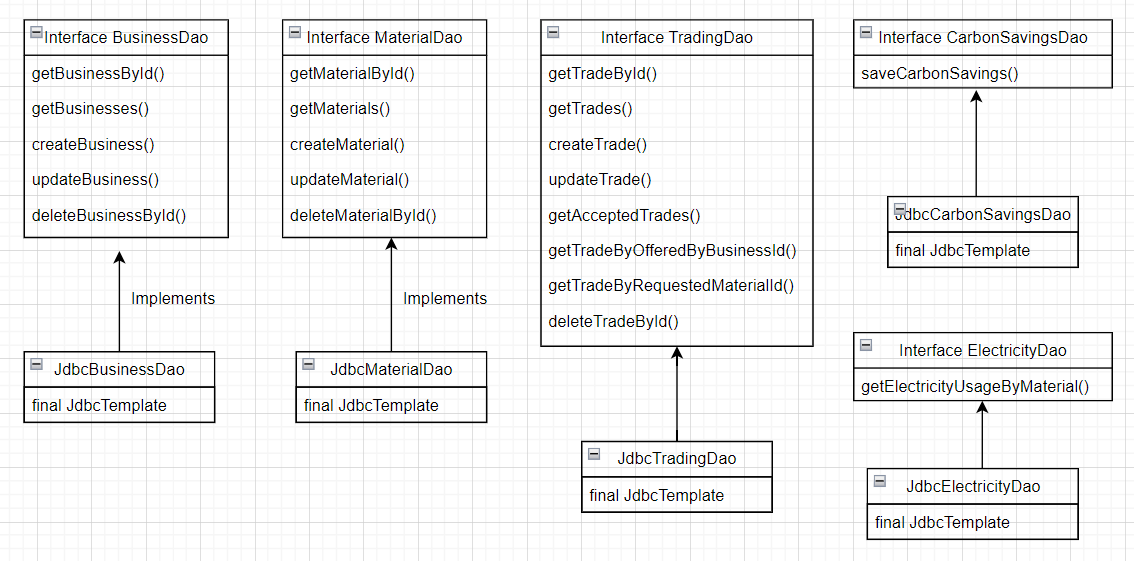 Interface BusinessDao
getBusinessById()
getBusinesses()
createBusiness()
updateBusiness()
deleteBusinessById()
Implements
JdbcBusinessDao
final JdbcTemplate
Interface MaterialDao
getMaterialById()
getMaterials()
createMaterial()
updateMaterial()
deleteMaterialById()
Implements
JdbcMaterialDao
final JdbcTemplate
Interface TradingDao
getTradeById()
getTrades()
createTrade()
updateTrade()
getAcceptedTrades()
getTradeByOfferedByBusinessId()
getTradeByRequestedMaterialId()
deleteTradeById()
JdbcTradingDao
final JdbcTemplate
Interface CarbonSavingsDao
saveCarbonSavings()
JdbcCarbonSavingsDao
final JdbcTemplate
Interface ElectricityDao
getElectricityUsageByMaterial()
JdbcElectricityDao
final JdbcTemplate